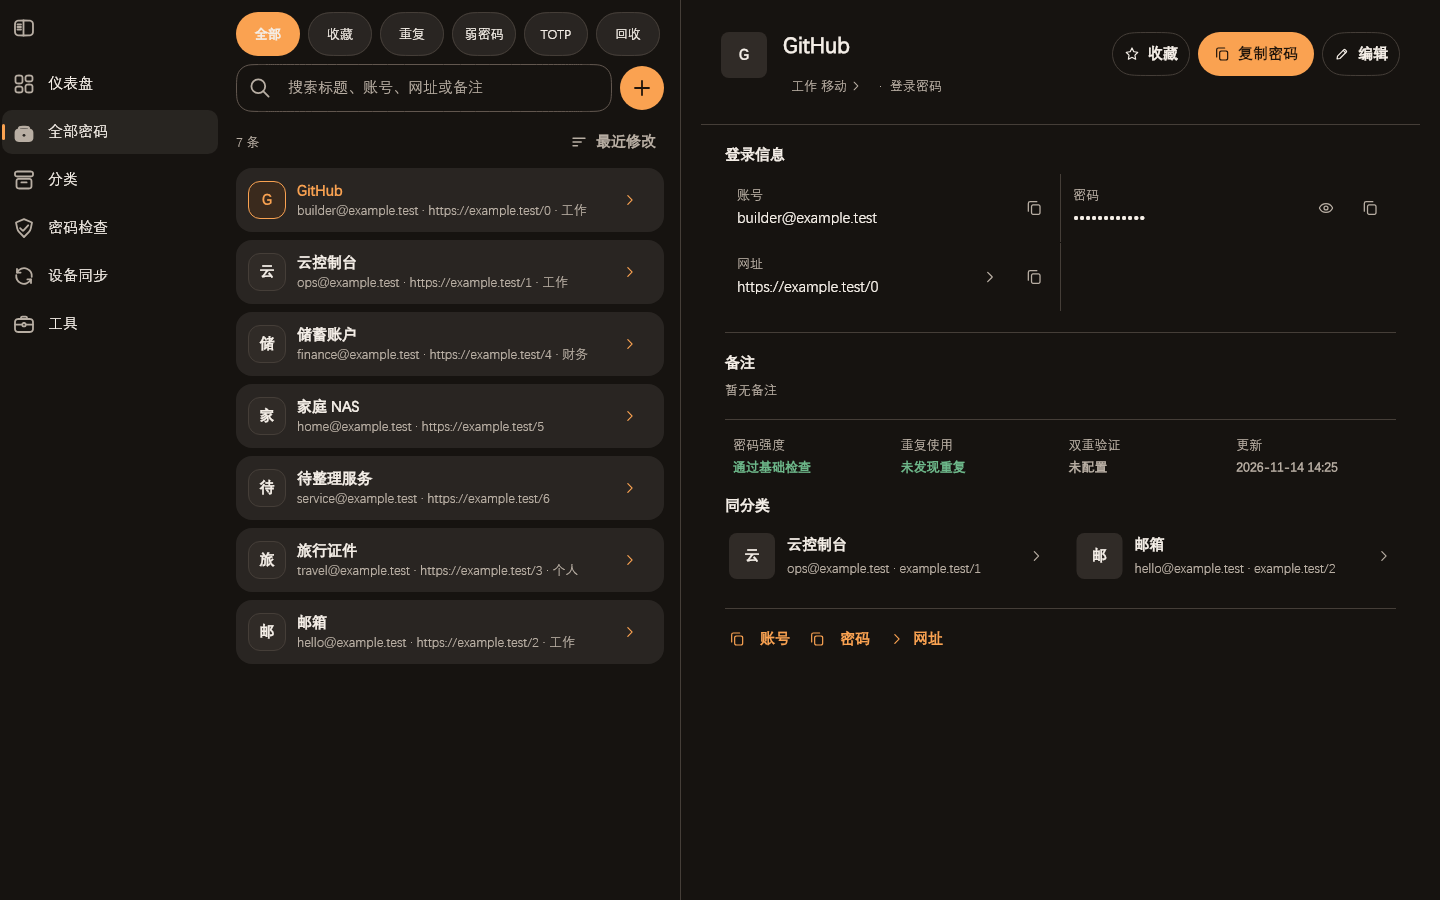 仪表盘
全部密码
分类
密码检查
设备同步
工具
全部 收藏 重复 弱密码 TOTP 回收
搜索标题、账号、网址或备注
7 条 最近修改
G GitHub
builder@example.test · https://example.test/0 · 工作
云 云控制台
ops@example.test · https://example.test/1 · 工作
储 储蓄账户
finance@example.test · https://example.test/4 · 财务
家 家庭 NAS
home@example.test · https://example.test/5
待 待整理服务
service@example.test · https://example.test/6
旅 旅行证件
travel@example.test · https://example.test/3 · 个人
邮 邮箱
hello@example.test · https://example.test/2 · 工作
G GitHub
工作 移动 · 登录密码
收藏 复制密码 编辑
登录信息
账号
builder@example.test
密码
••••••••••••
网址
https://example.test/0
备注
暂无备注
密码强度 重复使用 双重验证 更新
通过基础检查 未发现重复 未配置 2026-11-14 14:25
同分类
云 云控制台
ops@example.test · example.test/1
邮 邮箱
hello@example.test · example.test/2
账号 密码 网址